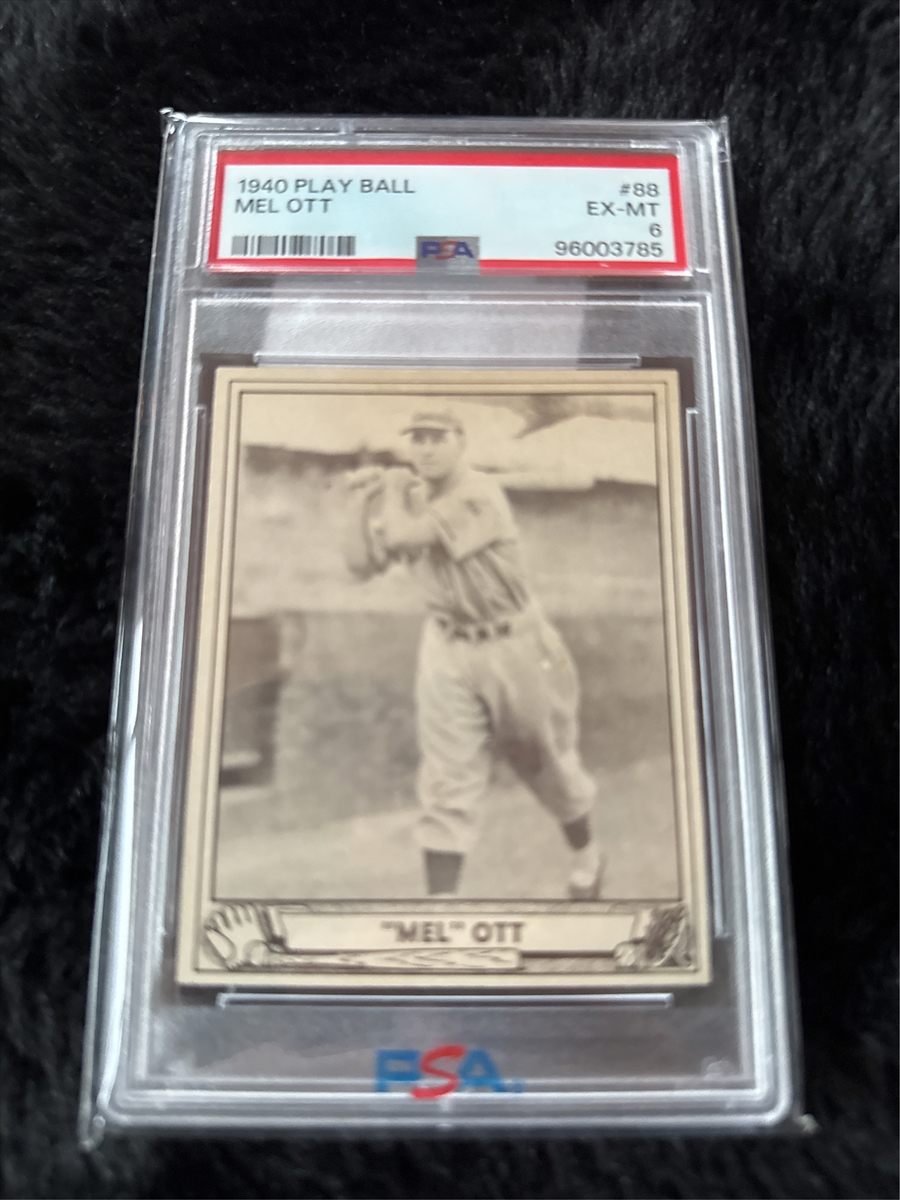 1940 PLAY BALL #88
MEL OTT EX-MT
6
PSA 96003785
"MEL" OTT
PSA